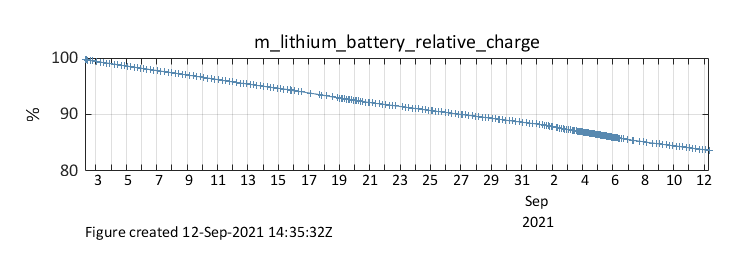 m_lithium_battery_relative_charge
100
90
80
%
3 5 7 9 11 13 15 17 19 21 23 25 27 29 31 2 4 6 8 10 12
Sep
2021
Figure created 12-Sep-2021 14:35:32Z